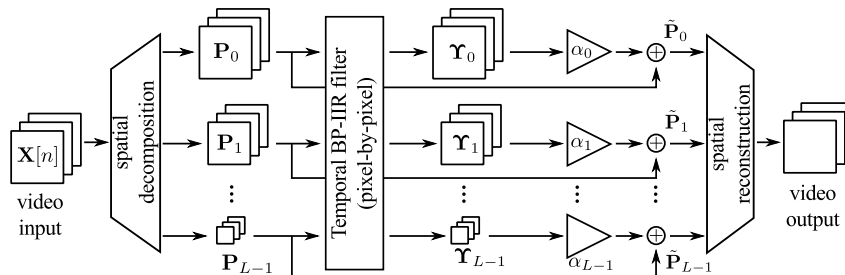 X[n]
video
input
spatial
decomposition
P₀
P₁
⋮
P_{L−1}
Temporal BP-IIR filter
(pixel-by-pixel)
ϒ₀
ϒ₁
⋮
ϒ_{L−1}
α₀
α₁
⋮
α_{L−1}
+
+
⋮
+
P̃₀
P̃₁
P̃_{L−1}
spatial
reconstruction
video
output